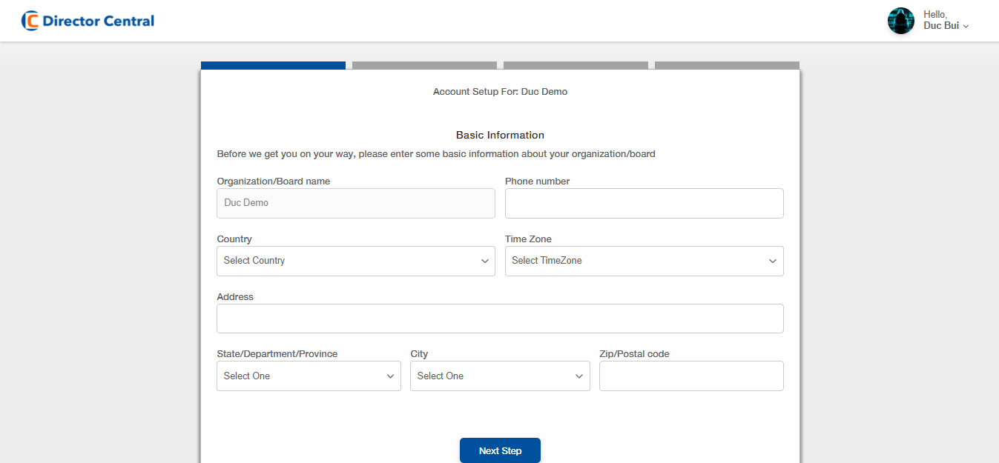 Director Central
Hello,
Duc Bui
Account Setup For: Duc Demo
Basic Information
Before we get you on your way, please enter some basic information about your organization/board
Organization/Board name
Phone number
Duc Demo
Country
Time Zone
Select Country
Select TimeZone
Address
State/Department/Province
City
Zip/Postal code
Select One
Select One
Next Step